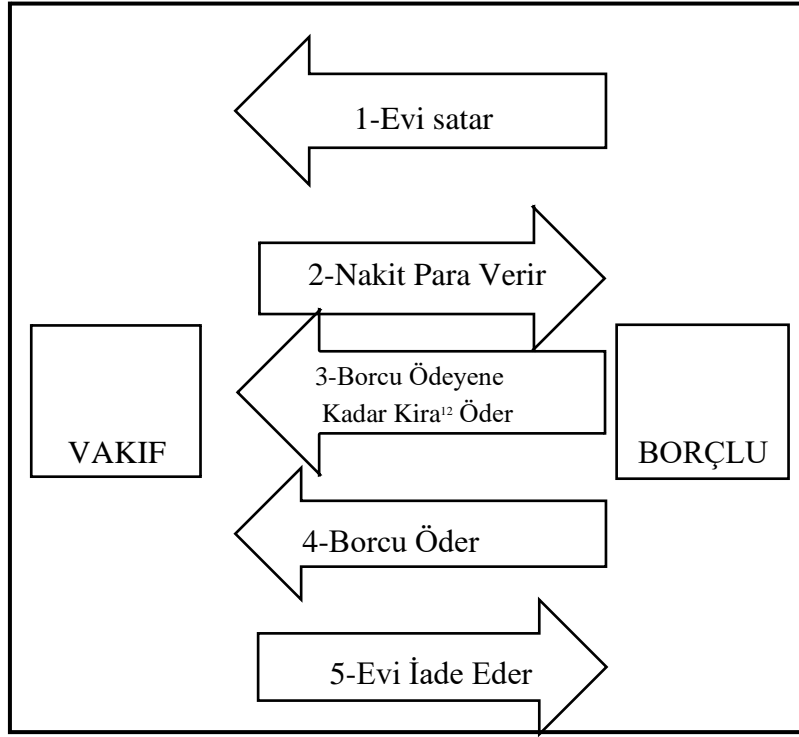 1-Evi satar
2-Nakit Para Verir
3-Borcu Ödeyene
Kadar Kira¹² Öder
VAKIF
BORÇLU
4-Borcu Öder
5-Evi İade Eder